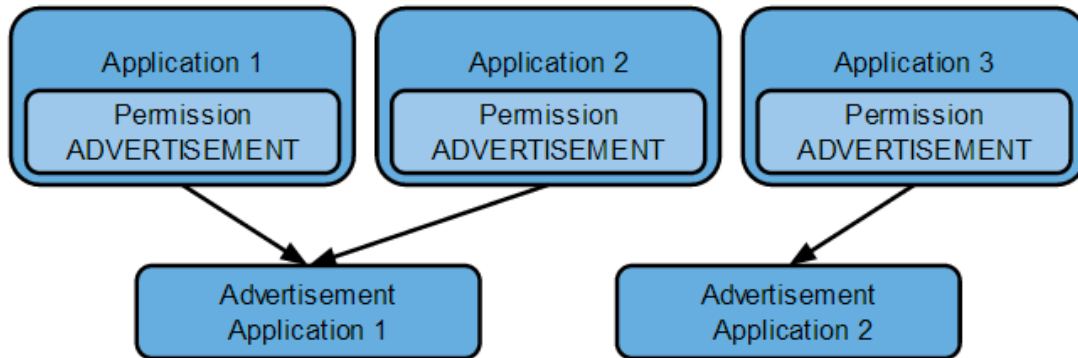 Application 1
Permission
ADVERTISEMENT
Application 2
Permission
ADVERTISEMENT
Application 3
Permission
ADVERTISEMENT
Advertisement
Application 1
Advertisement
Application 2